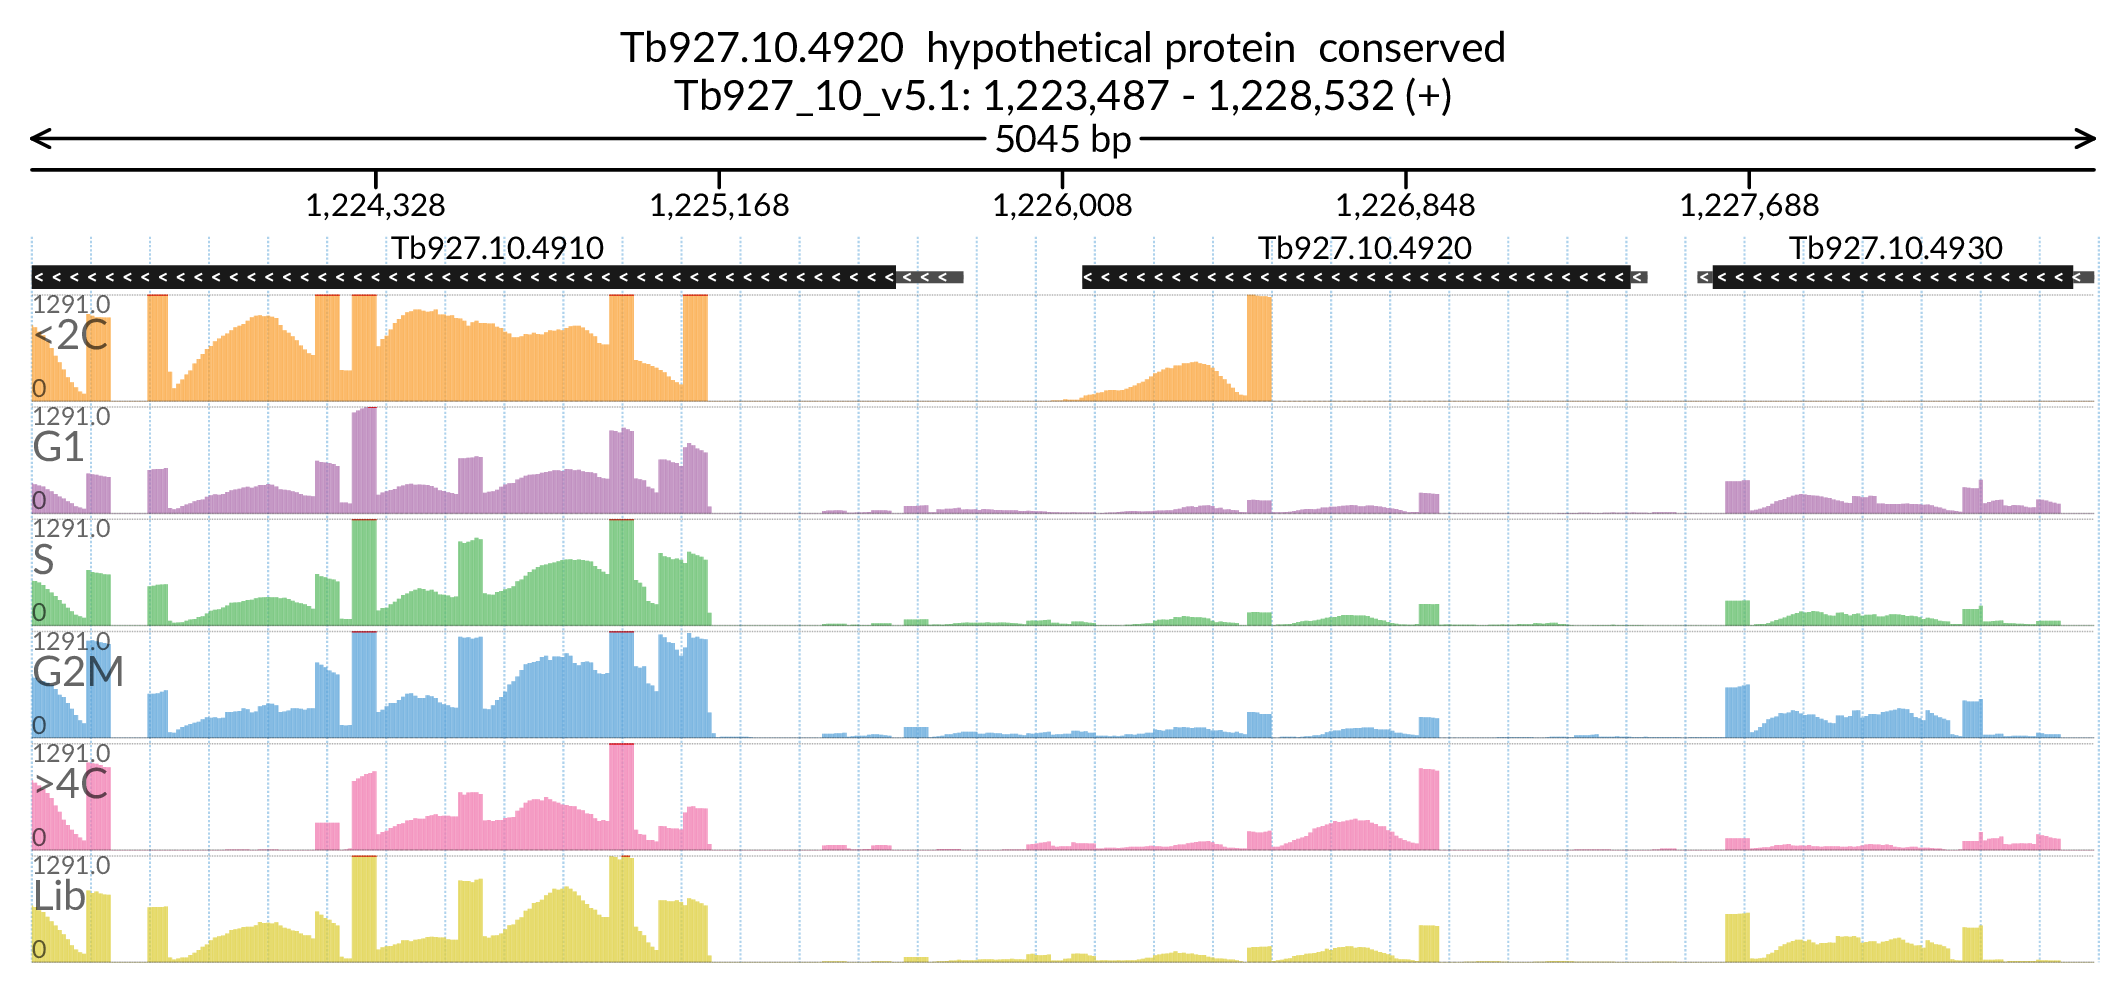 Tb927.10.4920 hypothetical protein conserved
Tb927_10_v5.1: 1,223,487 - 1,228,532 (+)
5045 bp
1,224,328 1,225,168 1,226,008 1,226,848 1,227,688
Tb927.10.4910 Tb927.10.4920 Tb927.10.4930
1291.0
<2C
0
1291.0
G1
0
1291.0
S
0
1291.0
G2M
0
1291.0
>4C
0
1291.0
Lib
0